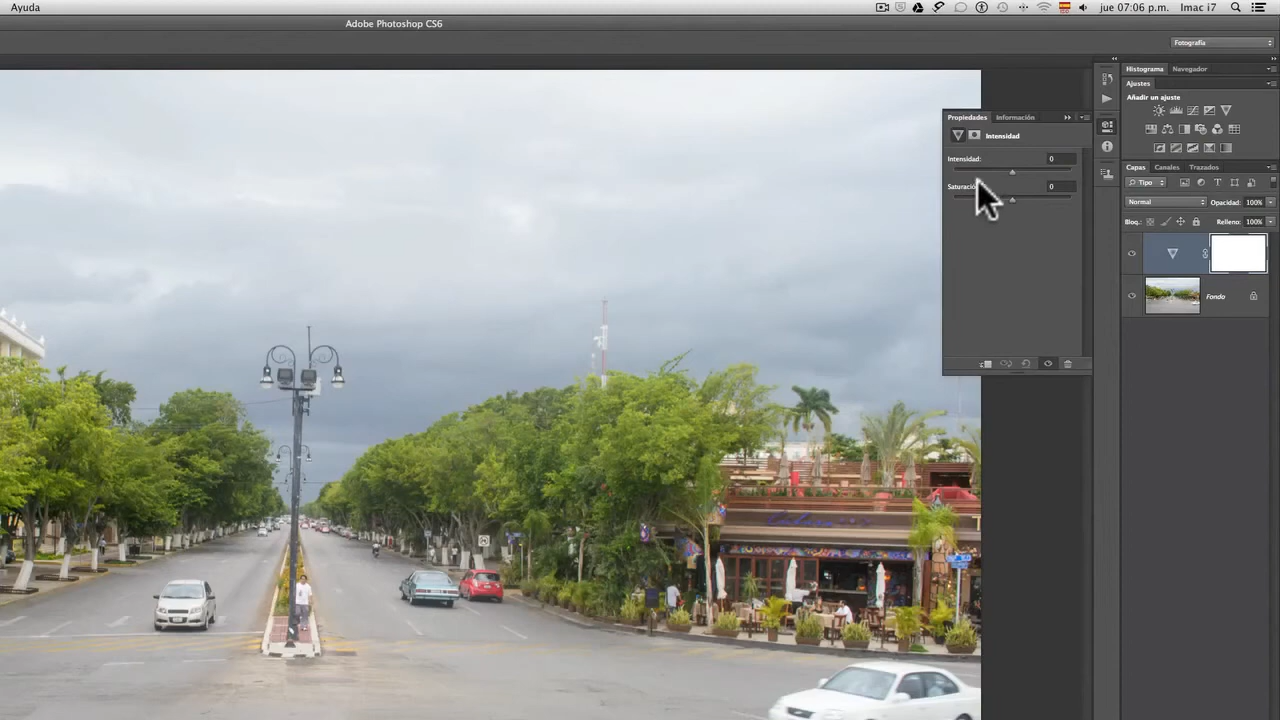 Ayuda
jue 07:06 p.m. Imac i7
Adobe Photoshop CS6
Fotografía
Histograma Navegador
Ajustes
Añadir un ajuste
Propiedades Información
Intensidad
Intensidad: 0
Saturació 0
Capas Canales Trazados
Tipo
Normal Opacidad: 100%
Bloq.: Relleno: 100%
Fondo